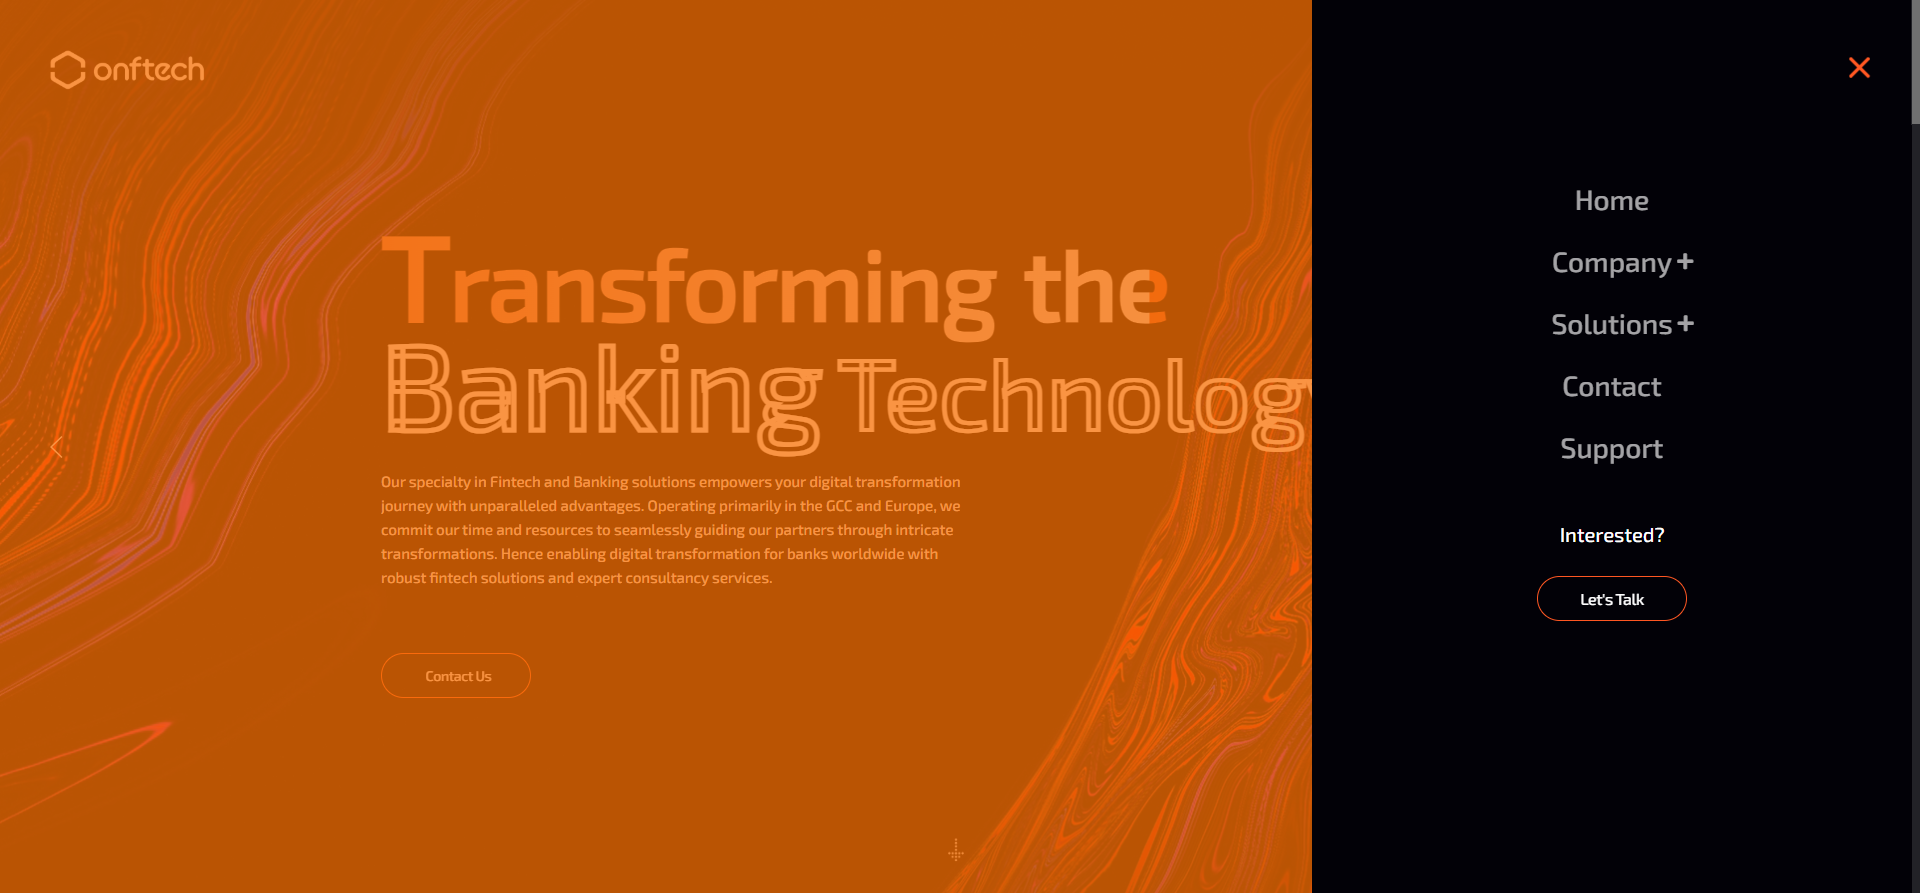 onftech
Transforming the
Banking Technology
Our specialty in Fintech and Banking solutions empowers your digital transformation
journey with unparalleled advantages. Operating primarily in the GCC and Europe, we
commit our time and resources to seamlessly guiding our partners through intricate
transformations. Hence enabling digital transformation for banks worldwide with
robust fintech solutions and expert consultancy services.
Contact Us
Home
Company +
Solutions +
Contact
Support
Interested?
Let's Talk